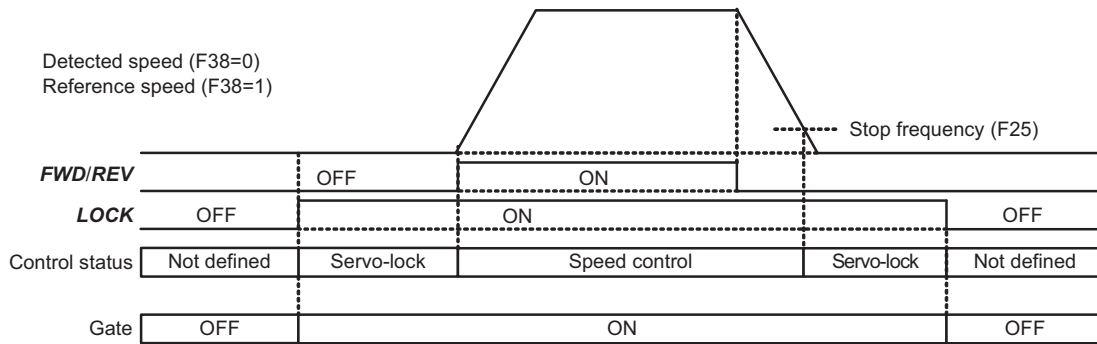 Detected speed (F38=0)
Reference speed (F38=1)
Stop frequency (F25)
FWD/REV OFF ON
LOCK OFF ON OFF
Control status Not defined Servo-lock Speed control Servo-lock Not defined
Gate OFF ON OFF